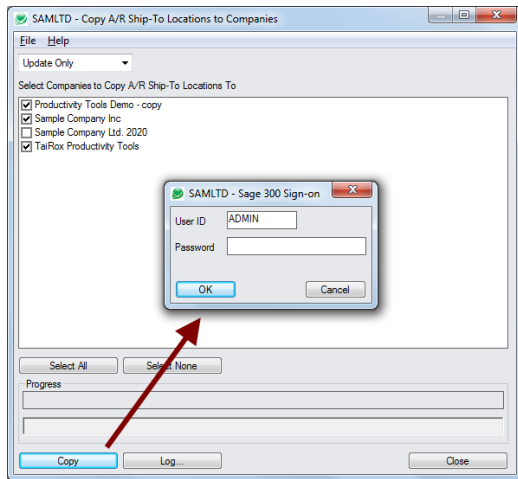 SAMLTD - Copy A/R Ship-To Locations to Companies
File Help
Update Only
Select Companies to Copy A/R Ship-To Locations To
Productivity Tools Demo - copy
Sample Company Inc
Sample Company Ltd. 2020
TaiRox Productivity Tools
SAMLTD - Sage 300 Sign-on
User ID ADMIN
Password
OK Cancel
Select All Select None
Progress
Copy Log... Close